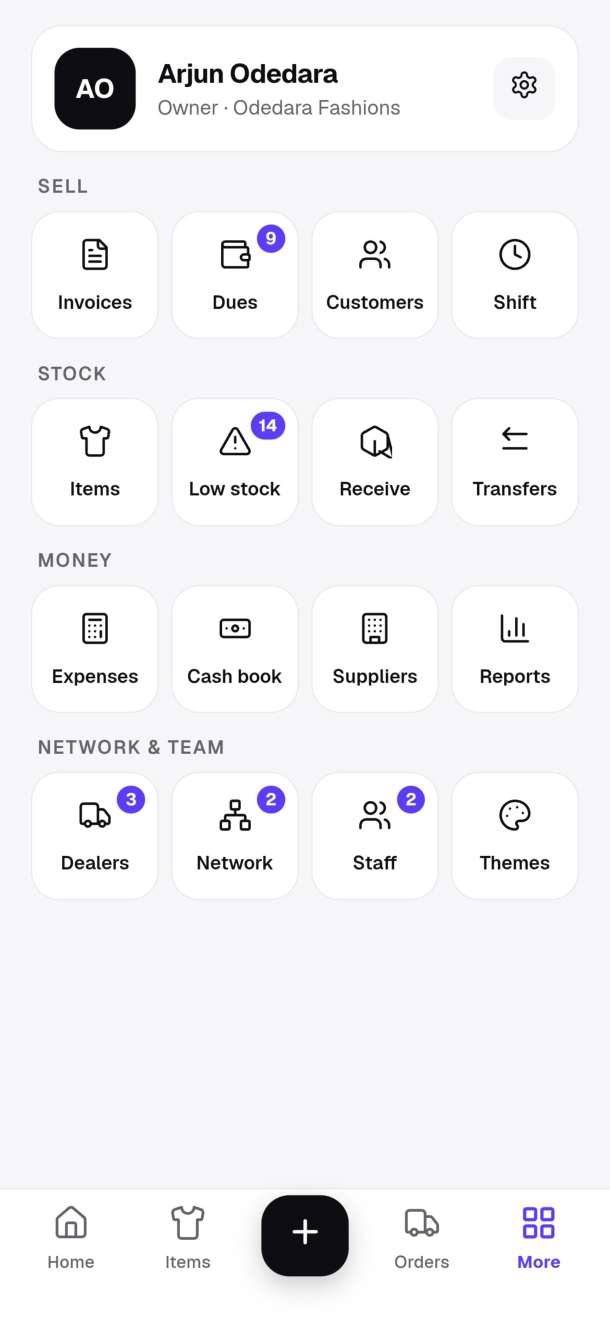 AO
Arjun Odedara
Owner · Odedara Fashions
SELL
9
Invoices Dues Customers Shift
STOCK
14
Items Low stock Receive Transfers
MONEY
Expenses Cash book Suppliers Reports
NETWORK & TEAM
3 2 2
Dealers Network Staff Themes
Home Items Orders More